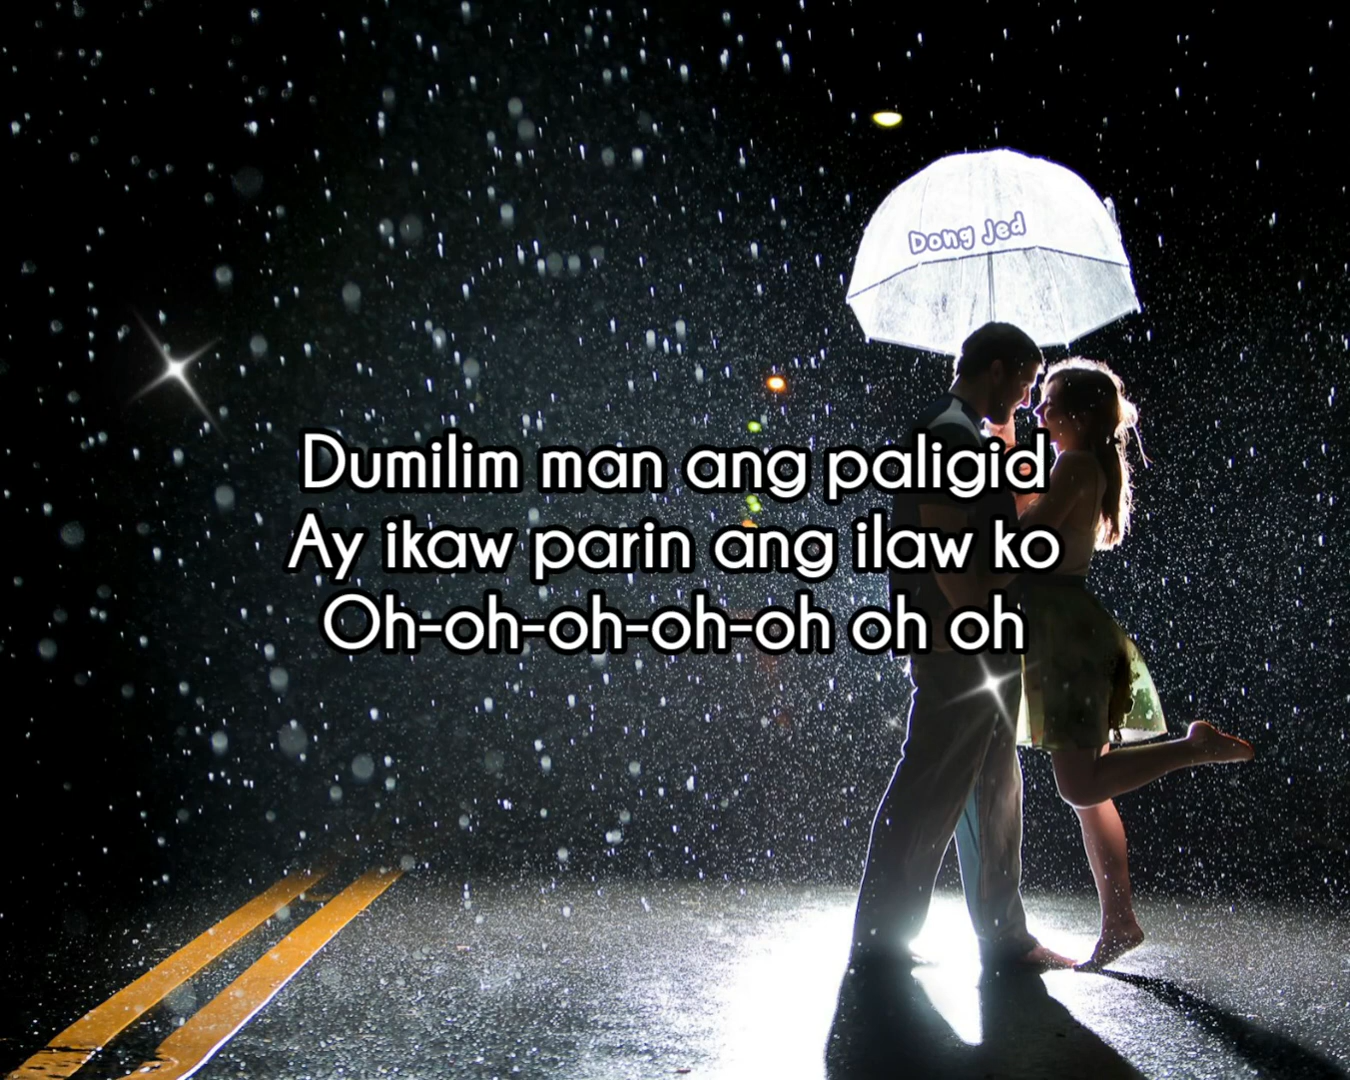 Dong Jed
Dumilim man ang paligid
Ay ikaw parin ang ilaw ko
Oh-oh-oh-oh-oh oh oh